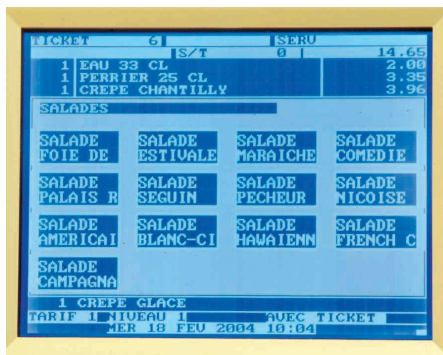 TICKET 6 SERU
S/T 0 14.65
1 EAU 33 CL 2.00
1 PERRIER 25 CL 3.35
1 CREPE CHANTILLY 3.96
SALADES
SALADE FOIE DE
SALADE ESTIVALE
SALADE MARAICHE
SALADE COMEDIE
SALADE PALAIS R
SALADE SEGUIN
SALADE PECHEUR
SALADE NICOISE
SALADE AMERICAI
SALADE BLANC-CI
SALADE HAWAIENN
SALADE FRENCH C
SALADE CAMPAGNA
1 CREPE GLACE
TARIF 1 NIVEAU 1 AVEC TICKET
MER 18 FEV 2004 10:04